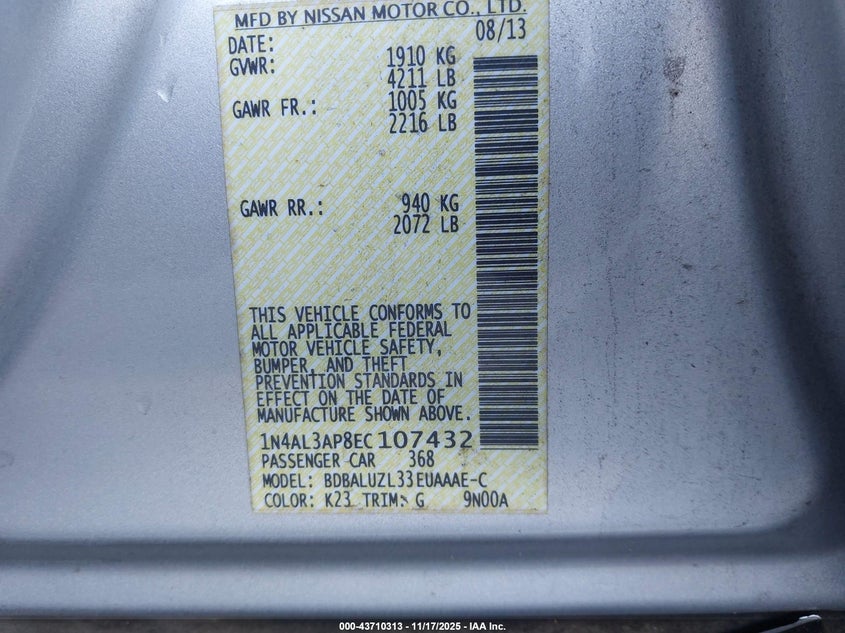 MFD BY NISSAN MOTOR CO., LTD.
DATE: 08/13
GVWR: 1910 KG
4211 LB
GAWR FR.: 1005 KG
2216 LB
GAWR RR.: 940 KG
2072 LB
THIS VEHICLE CONFORMS TO
ALL APPLICABLE FEDERAL
MOTOR VEHICLE SAFETY,
BUMPER, AND THEFT
PREVENTION STANDARDS IN
EFFECT ON THE DATE OF
MANUFACTURE SHOWN ABOVE.
1N4AL3AP8EC107432
PASSENGER CAR 368
MODEL: BDBALUZL33EUAAAE-C
COLOR: K23 TRIM: G 9N00A
000-43710313 - 11/17/2025 - IAA Inc.